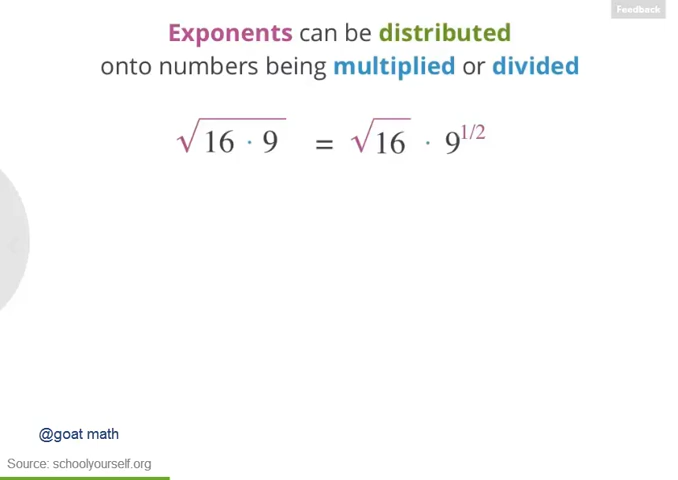 Feedback
Exponents can be distributed
onto numbers being multiplied or divided
√16 · 9 = √16 · 9^1/2
@goat math
Source: schoolyourself.org